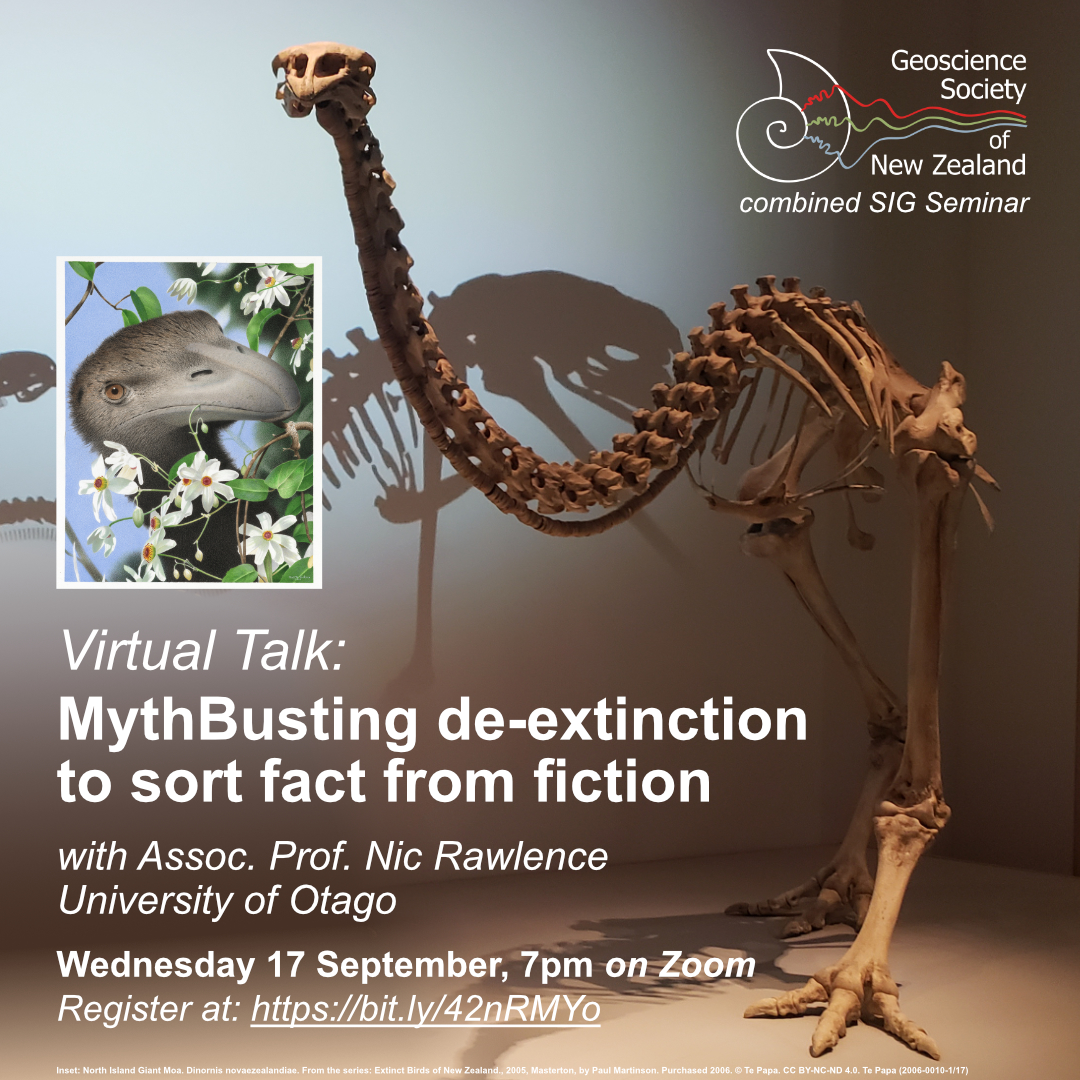 Geoscience
Society
of
New Zealand
combined SIG Seminar
Virtual Talk:
MythBusting de-extinction
to sort fact from fiction
with Assoc. Prof. Nic Rawlence
University of Otago
Wednesday 17 September, 7pm on Zoom
Register at: https://bit.ly/42nRMYo
Inset: North Island Giant Moa. Dinornis novaezealandiae. From the series: Extinct Birds of New Zealand., 2005, Masterton, by Paul Martinson. Purchased 2006. © Te Papa. CC BY-NC-ND 4.0. Te Papa (2006-0010-1/17)